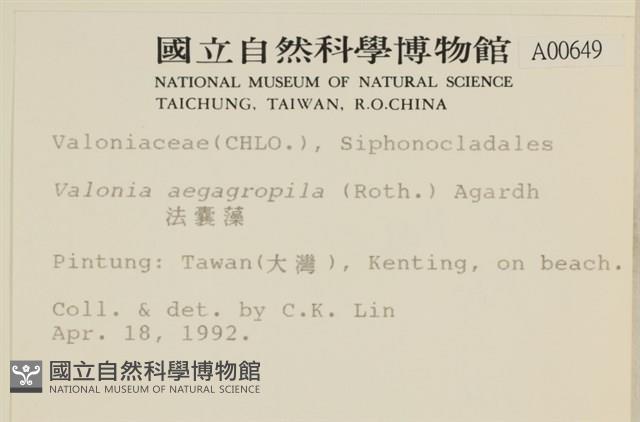 國立自然科學博物館 A00649
NATIONAL MUSEUM OF NATURAL SCIENCE
TAICHUNG, TAIWAN, R.O.CHINA
Valoniaceae(CHLO.), Siphonocladales
Valonia aegagropila (Roth.) Agardh
法囊藻
Pintung: Tawan(大灣), Kenting, on beach.
Coll. & det. by C.K. Lin
Apr. 18, 1992.
國立自然科學博物館
NATIONAL MUSEUM OF NATURAL SCIENCE